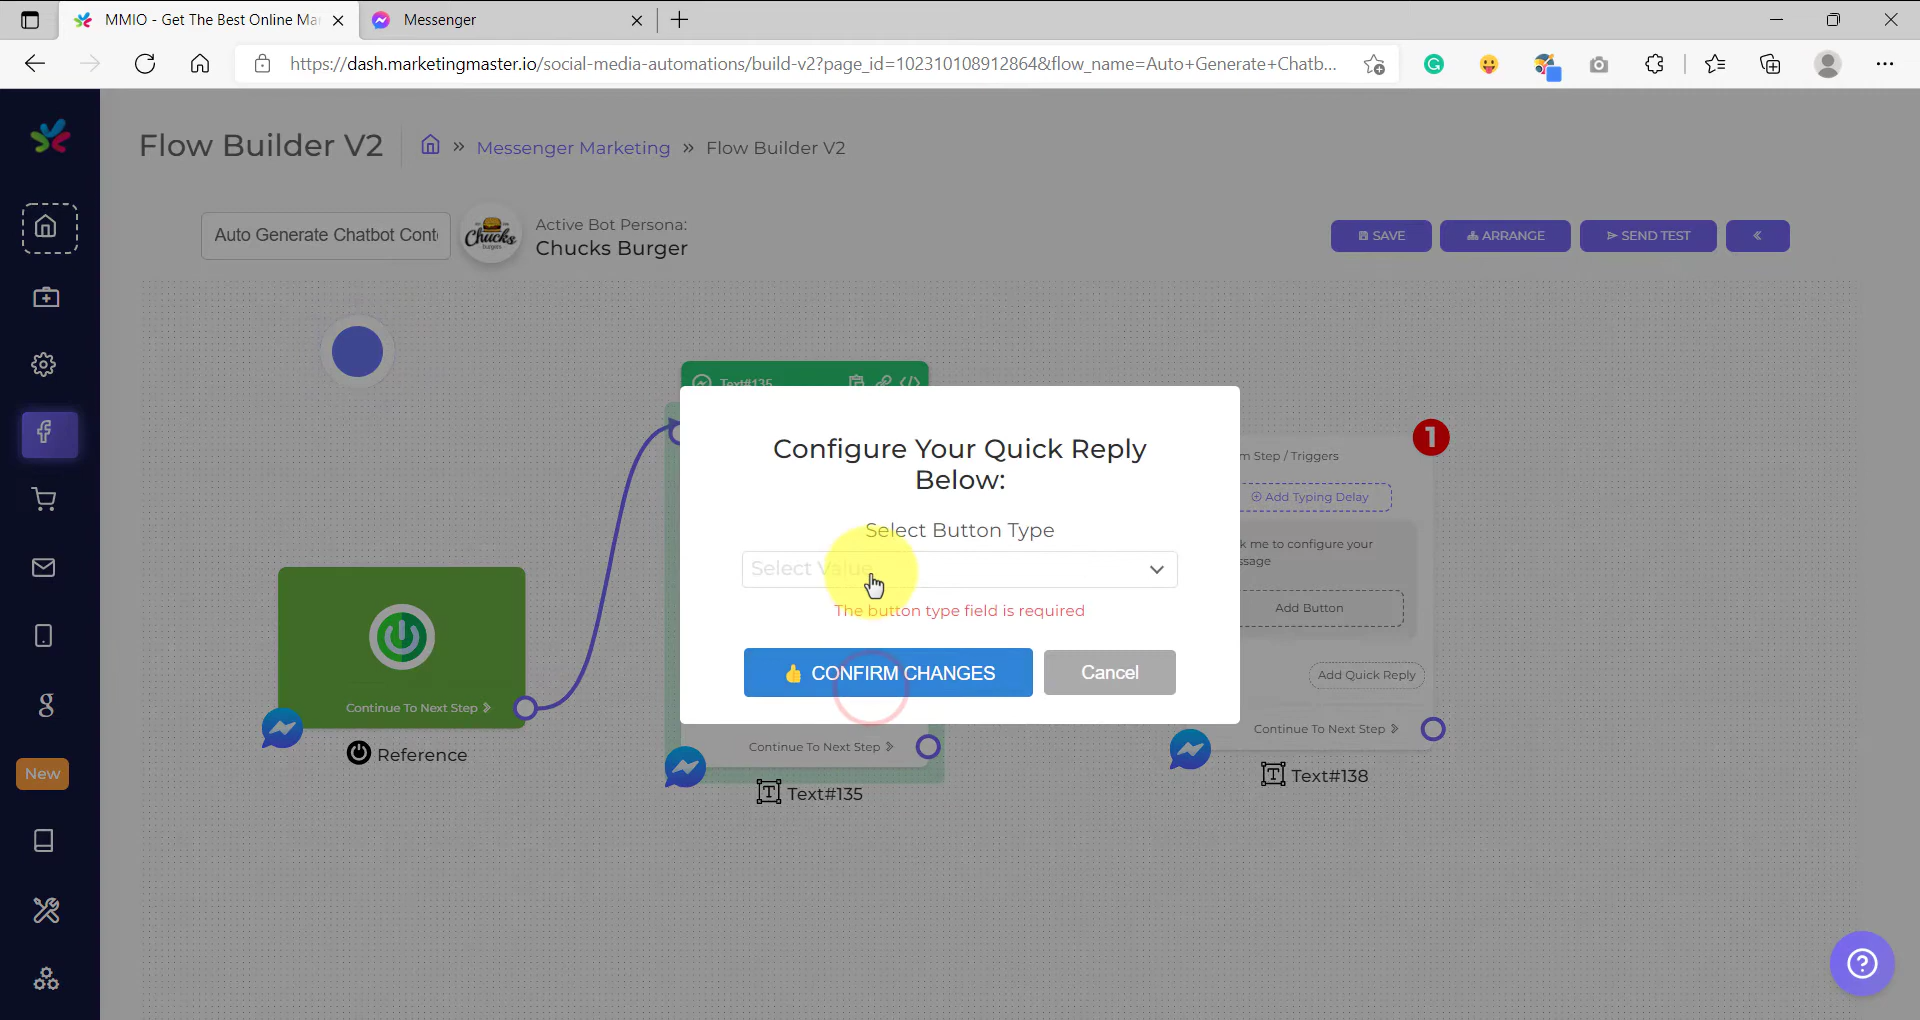 MMIO - Get The Best Online Ma
Messenger
https://dash.marketingmaster.io/social-media-automations/build-v2?page_id=102310108912864&flow_name=Auto+Generate+Chatb...
Flow Builder V2
» Messenger Marketing » Flow Builder V2
Auto Generate Chatbot Cont
Chucks
Active Bot Persona:
Chucks Burger
SAVE
ARRANGE
SEND TEST
Text#135
Configure Your Quick Reply
Below:
Select Button Type
Select Value
The button type field is required
👍 CONFIRM CHANGES
Cancel
1
m Step / Triggers
Add Typing Delay
k me to configure your
ssage
Add Button
Add Quick Reply
Continue To Next Step
Text#138
Continue To Next Step
Text#135
Continue To Next Step
Reference
New